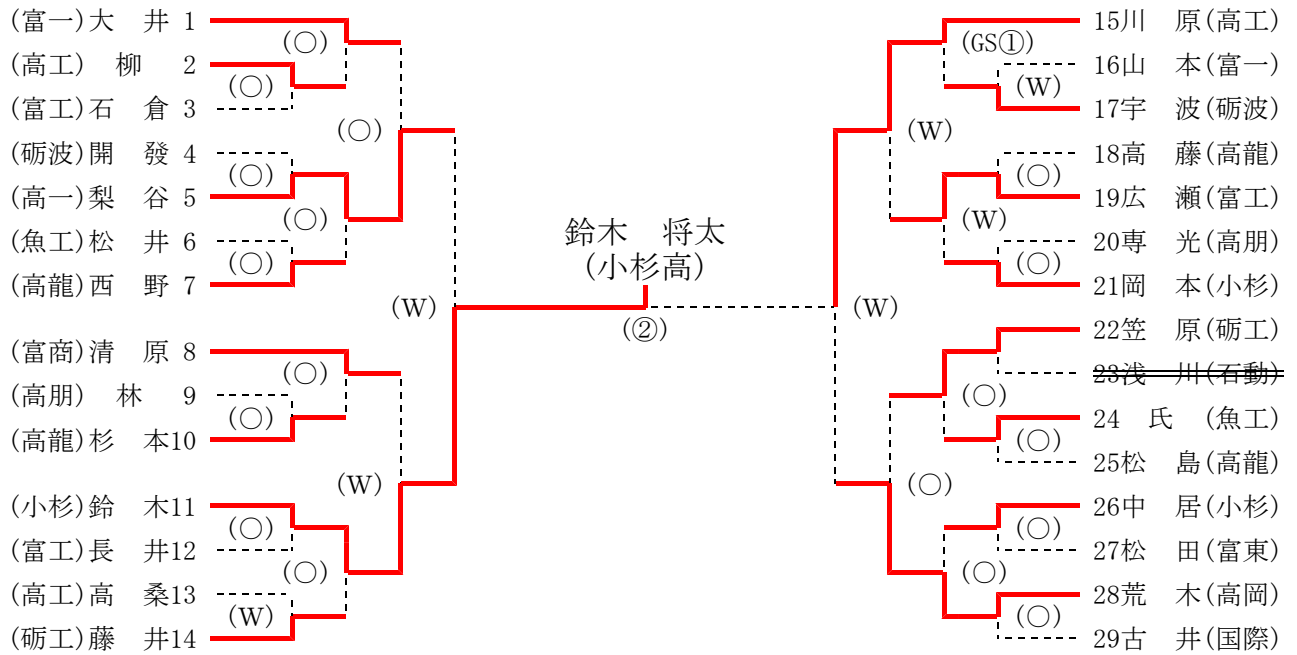 (富一)大　井 1
(○)
(高工)　柳　 2
(○)
(富工)石　倉 3
(○)
(砺波)開　發 4
(○)
(高一)梨　谷 5
(○)
(魚工)松　井 6
(○)
(高龍)西　野 7
(W)
(富商)清　原 8
(○)
(高朋)　林　 9
(○)
(高龍)杉　本10
(W)
(小杉)鈴　木11
(○)
(富工)長　井12
(○)
(高工)高　桑13
(W)
(砺工)藤　井14
鈴木　将太
(小杉高)
(②)
15川　原(高工)
(GS①)
16山　本(富一)
(W)
17宇　波(砺波)
(W)
18高　藤(高龍)
(○)
19広　瀬(富工)
(W)
20専　光(高朋)
(○)
21岡　本(小杉)
(W)
22笠　原(砺工)
23浅　川(石動)
(○)
24　氏　(魚工)
(○)
25松　島(高龍)
(○)
26中　居(小杉)
(○)
27松　田(富東)
(○)
28荒　木(高岡)
(○)
29古　井(国際)